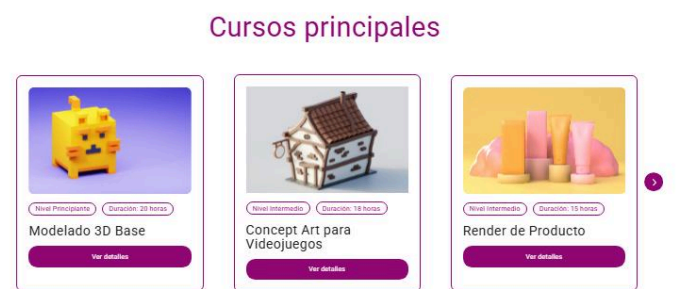 Cursos principales
Nivel Principiante
Duración: 20 horas
Modelado 3D Base
Ver detalles
Nivel Intermedio
Duración: 18 horas
Concept Art para
Videojuegos
Ver detalles
Nivel Intermedio
Duración: 15 horas
Render de Producto
Ver detalles